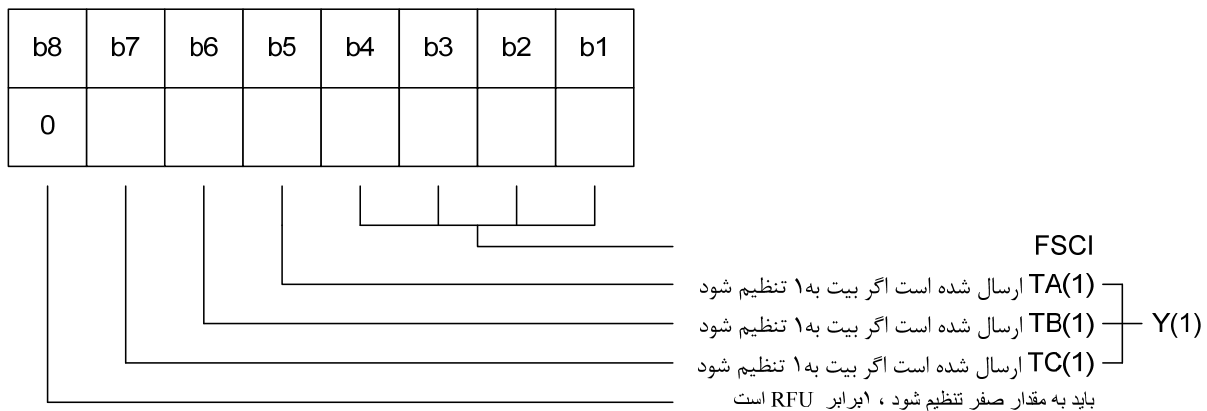 b8 b7 b6 b5 b4 b3 b2 b1
0
FSCI
TA(1) ارسال شده است اگر بیت به۱ تنظیم شود
TB(1) ارسال شده است اگر بیت به۱ تنظیم شود
Y(1)
TC(1) ارسال شده است اگر بیت به۱ تنظیم شود
باید به مقدار صفر تنظیم شود ، ۱برابر RFU است